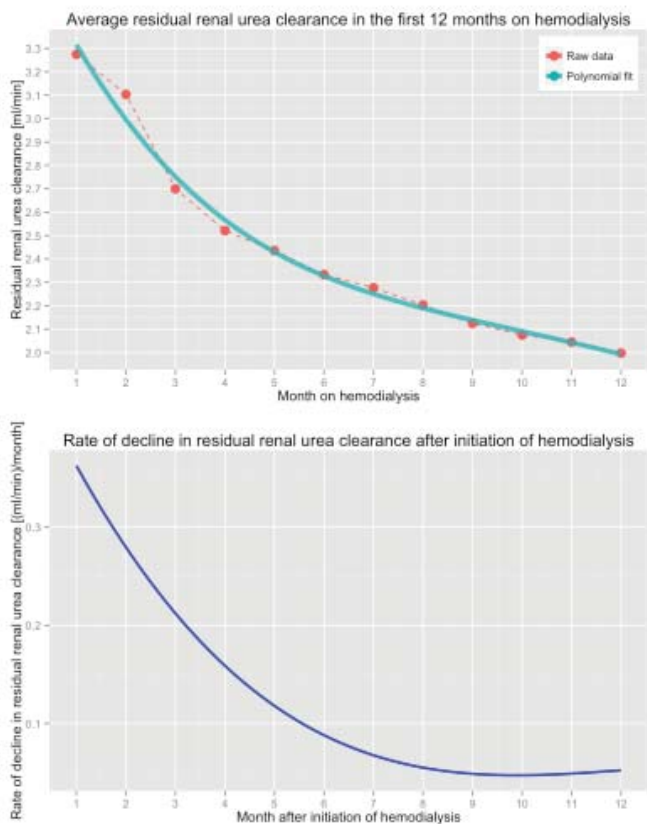 Average residual renal urea clearance in the first 12 months on hemodialysis
Residual renal urea clearance [ml/min]
3.3
3.2
3.1
3.0
2.9
2.8
2.7
2.6
2.5
2.4
2.3
2.2
2.1
2.0
Raw data
Polynomial fit
1 2 3 4 5 6 7 8 9 10 11 12
Month on hemodialysis
Rate of decline in residual renal urea clearance after initiation of hemodialysis
Rate of decline in residual renal urea clearance [(ml/min)/month]
0.3
0.2
0.1
1 2 3 4 5 6 7 8 9 10 11 12
Month after initiation of hemodialysis